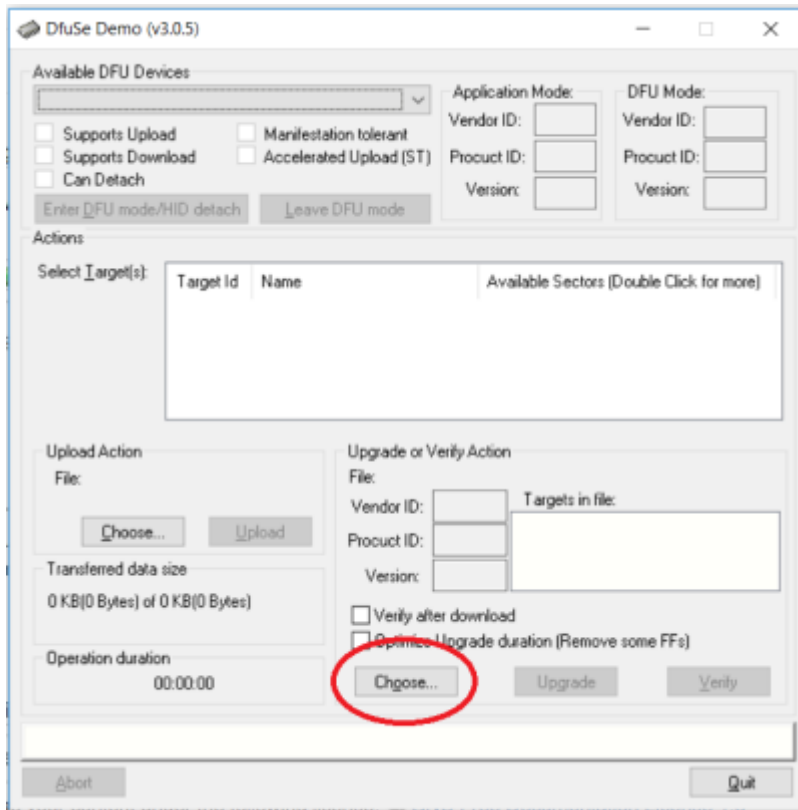 DfuSe Demo (v3.0.5)
Available DFU Devices
Supports Upload
Manifestation tolerant
Supports Download
Accelerated Upload (ST)
Can Detach
Enter DFU mode/HID detach
Leave DFU mode
Application Mode:
Vendor ID:
Procuct ID:
Version:
DFU Mode:
Vendor ID:
Procuct ID:
Version:
Actions
Select Target(s):
Target Id
Name
Available Sectors (Double Click for more)
Upload Action
File:
Choose...
Upload
Transferred data size
0 KB(0 Bytes) of 0 KB(0 Bytes)
Operation duration
00:00:00
Upgrade or Verify Action
File:
Vendor ID:
Procuct ID:
Version:
Targets in file:
Verify after download
Optimize Upgrade duration (Remove some FFs)
Choose...
Upgrade
Verify
Abort
Quit